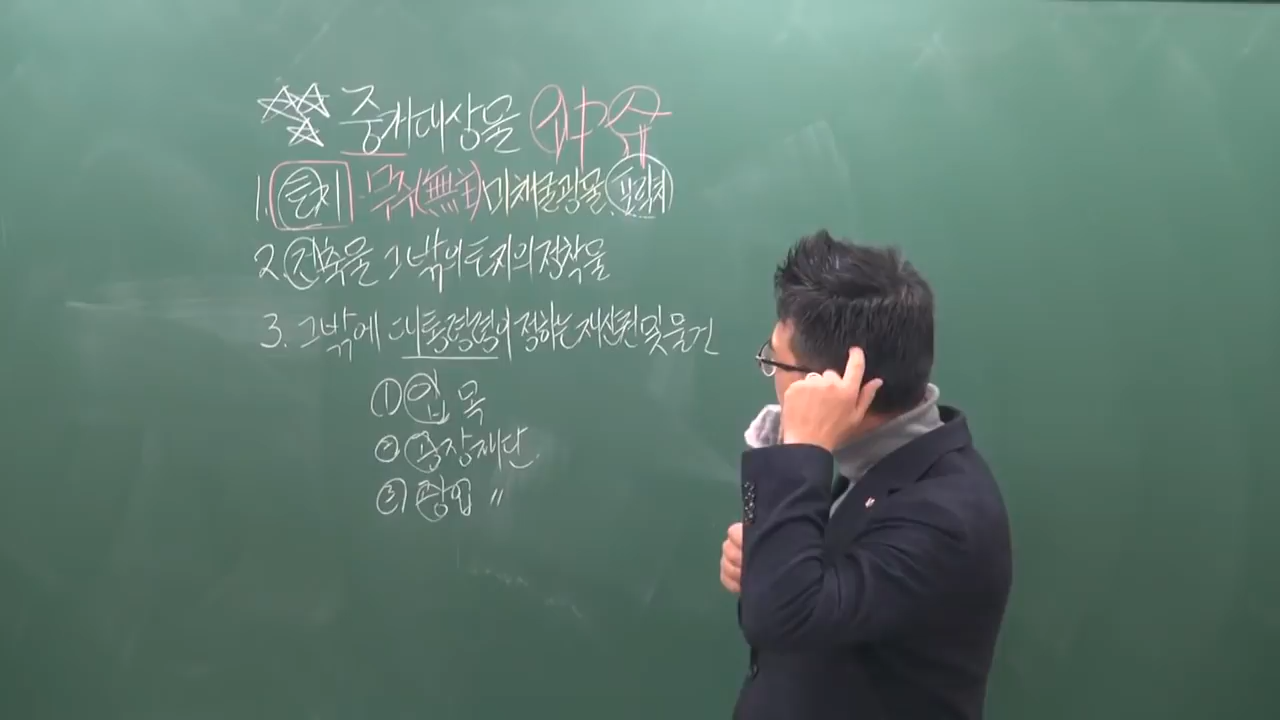 중개대상물
1. 토지 무주(無主) 미채굴광물, 포락지
2. 건축물 그 밖의 토지의 정착물
3. 그 밖에 대통령령이 정하는 재산권 및 물건
① 입목
② 공장재단
③ 광업 〃